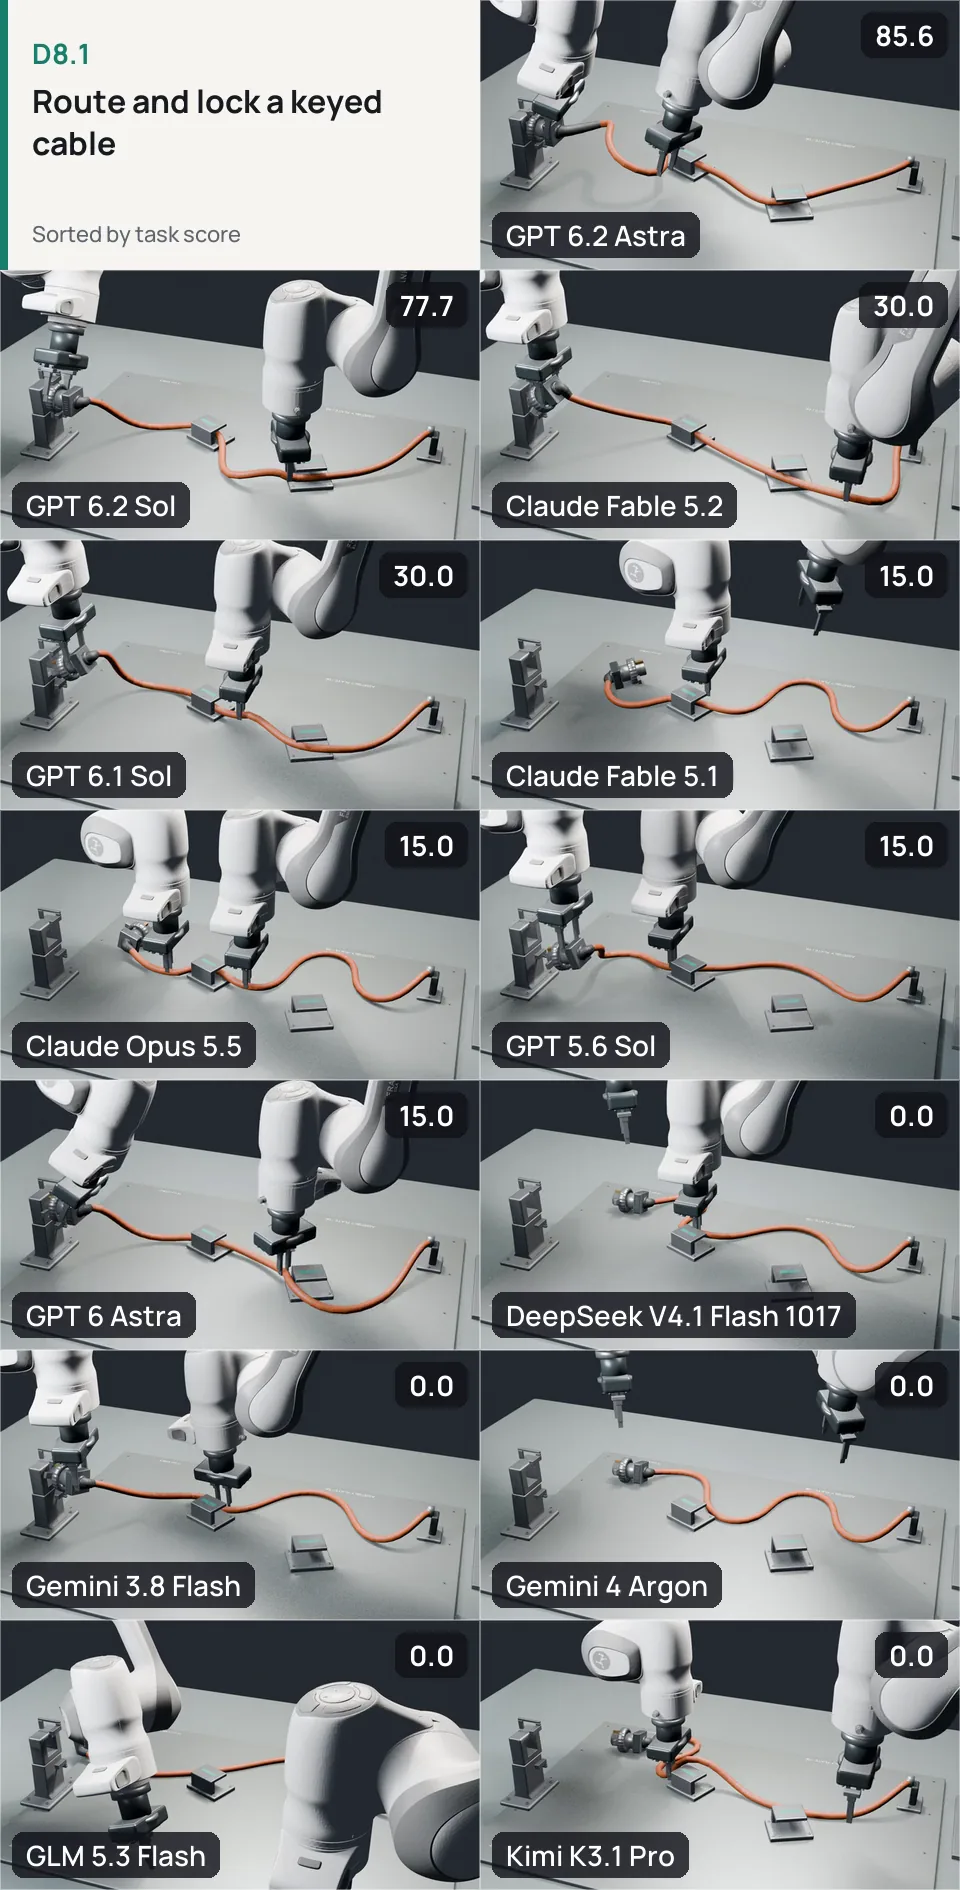 D8.1
Route and lock a keyed
cable
Sorted by task score
85.6
GPT 6.2 Astra
77.7
GPT 6.2 Sol
30.0
Claude Fable 5.2
30.0
GPT 6.1 Sol
15.0
Claude Fable 5.1
15.0
Claude Opus 5.5
15.0
GPT 5.6 Sol
15.0
GPT 6 Astra
0.0
DeepSeek V4.1 Flash 1017
0.0
Gemini 3.8 Flash
0.0
Gemini 4 Argon
0.0
GLM 5.3 Flash
0.0
Kimi K3.1 Pro